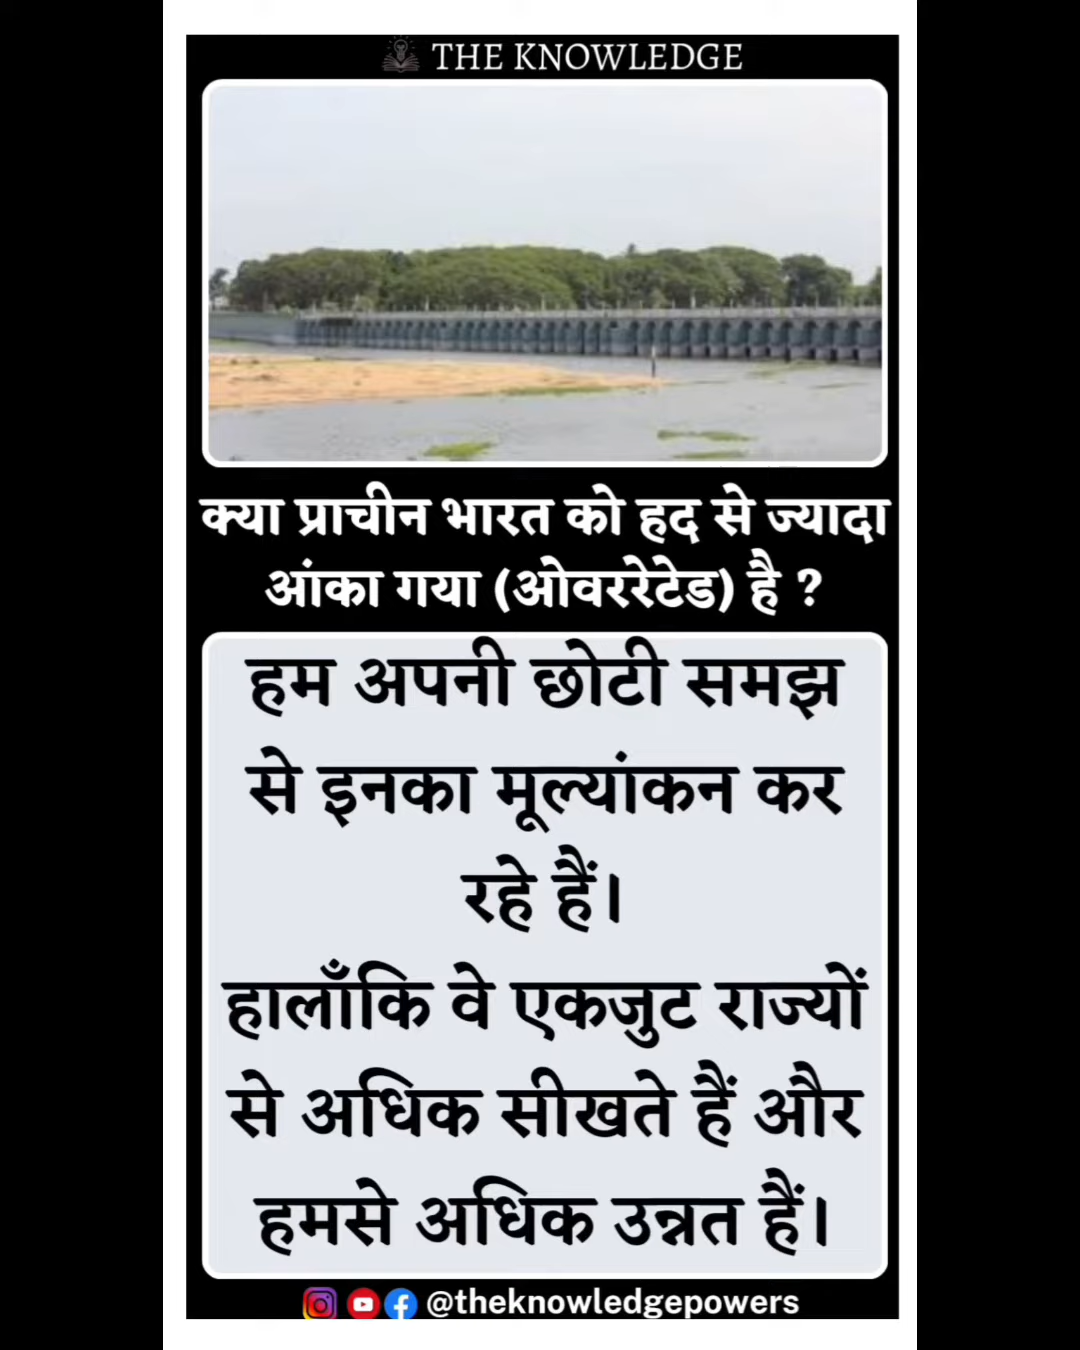 THE KNOWLEDGE
क्या प्राचीन भारत को हद से ज्यादा
आंका गया (ओवररेटेड) है ?
हम अपनी छोटी समझ
से इनका मूल्यांकन कर
रहे हैं।
हालाँकि वे एकजुट राज्यों
से अधिक सीखते हैं और
हमसे अधिक उन्नत हैं।
@theknowledgepowers